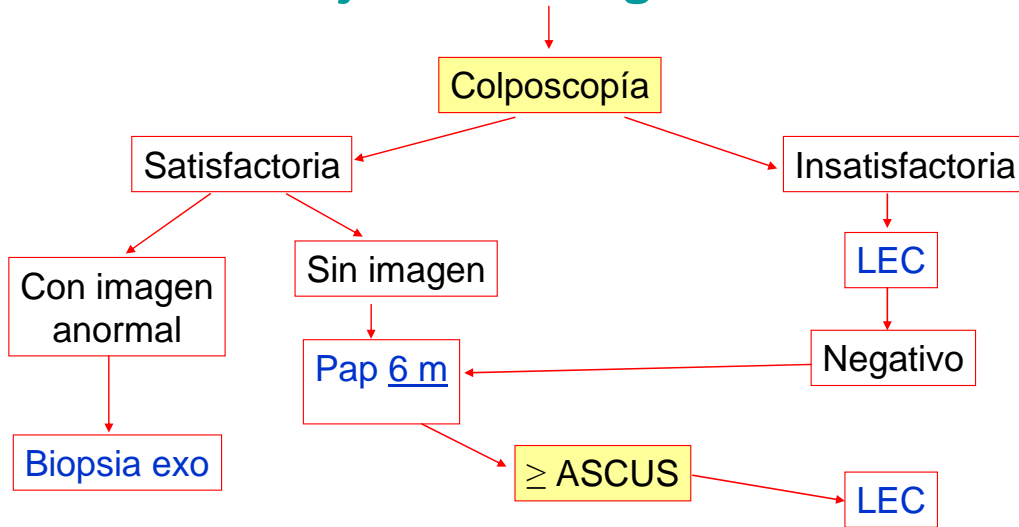 Colposcopía
Satisfactoria
Insatisfactoria
Con imagen
anormal
Sin imagen
LEC
Pap 6 m
Negativo
Biopsia exo
≥ ASCUS
LEC